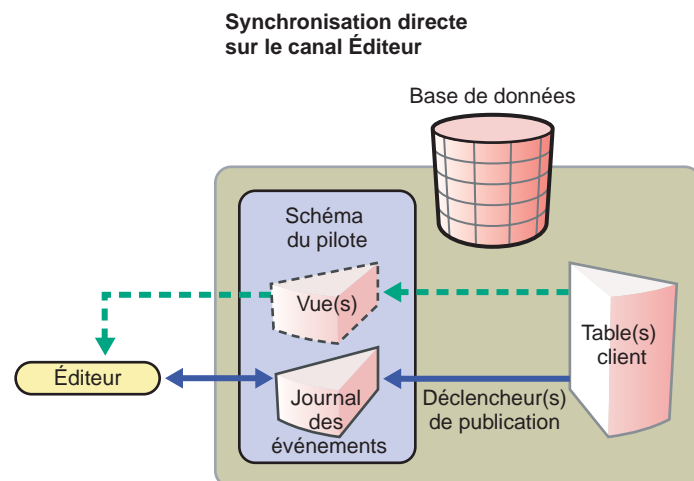 Synchronisation directe
sur le canal Éditeur
Base de données
Schéma
du pilote
Vue(s)
Table(s)
client
Éditeur
Journal
des
événements
Déclencheur(s)
de publication